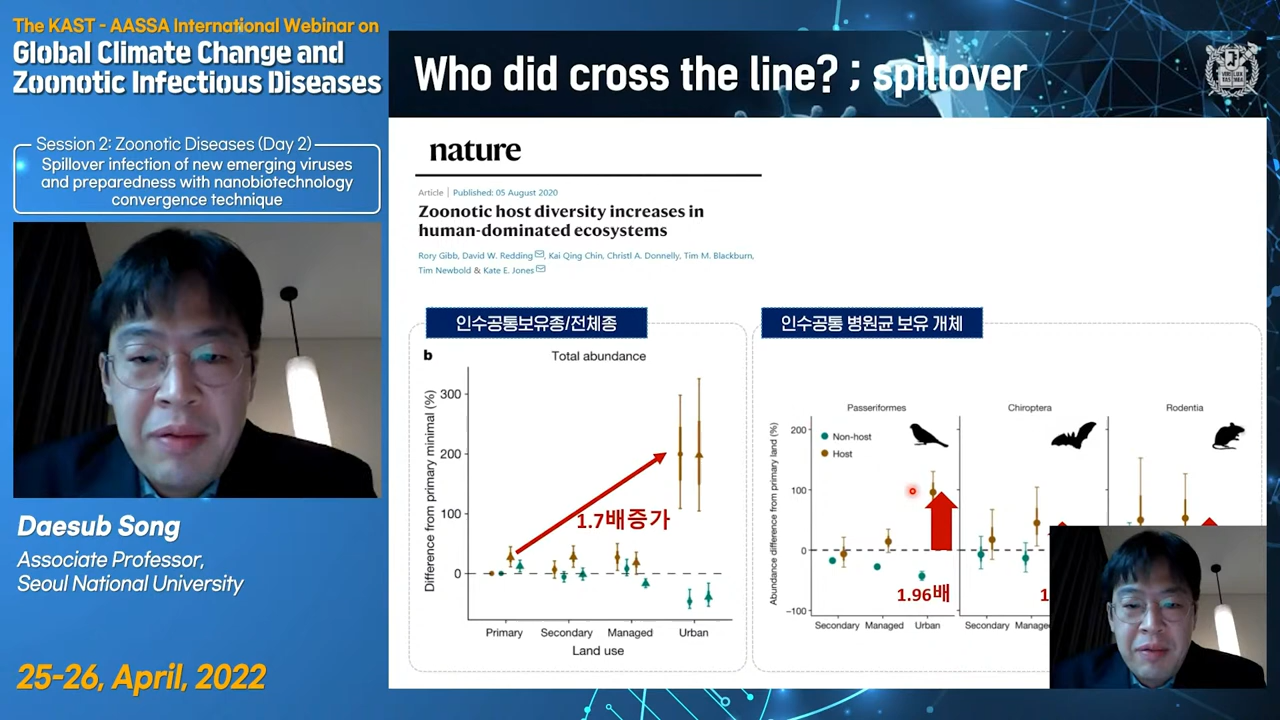 The KAST - AASSA International Webinar on
Global Climate Change and
Zoonotic Infectious Diseases
Session 2: Zoonotic Diseases (Day 2)
Spillover infection of new emerging viruses
and preparedness with nanobiotechnology
convergence technique
Daesub Song
Associate Professor,
Seoul National University
25-26, April, 2022
Who did cross the line? ; spillover
nature
Article | Published: 05 August 2020
Zoonotic host diversity increases in
human-dominated ecosystems
Rory Gibb, David W. Redding, Kai Qing Chin, Christl A. Donnelly, Tim M. Blackburn,
Tim Newbold & Kate E. Jones
인수공통보유종/전체종
b
Total abundance
Difference from primary minimal (%)
300
200
100
0
1.7배증가
Primary
Secondary
Managed
Urban
Land use
인수공통 병원균 보유 개체
Passeriformes
Chiroptera
Rodentia
Abundance difference from primary land (%)
200
100
0
−100
Non-host
Host
1.96배
1
Secondary
Managed
Urban
Secondary